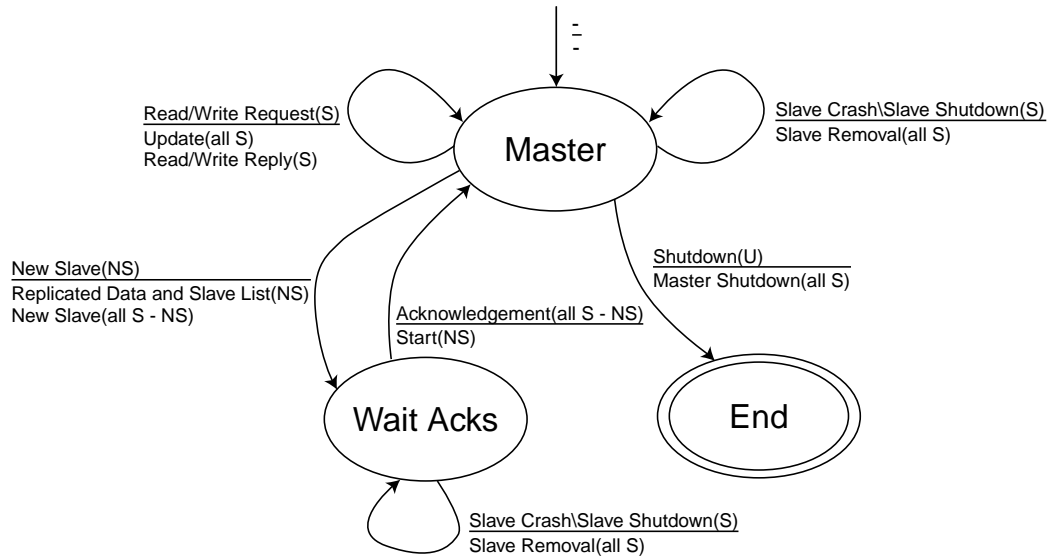 -
-
Read/Write Request(S)
Update(all S)
Read/Write Reply(S)
Slave Crash\Slave Shutdown(S)
Slave Removal(all S)
Master
New Slave(NS)
Replicated Data and Slave List(NS)
New Slave(all S - NS)
Acknowledgement(all S - NS)
Start(NS)
Shutdown(U)
Master Shutdown(all S)
Wait Acks
End
Slave Crash\Slave Shutdown(S)
Slave Removal(all S)